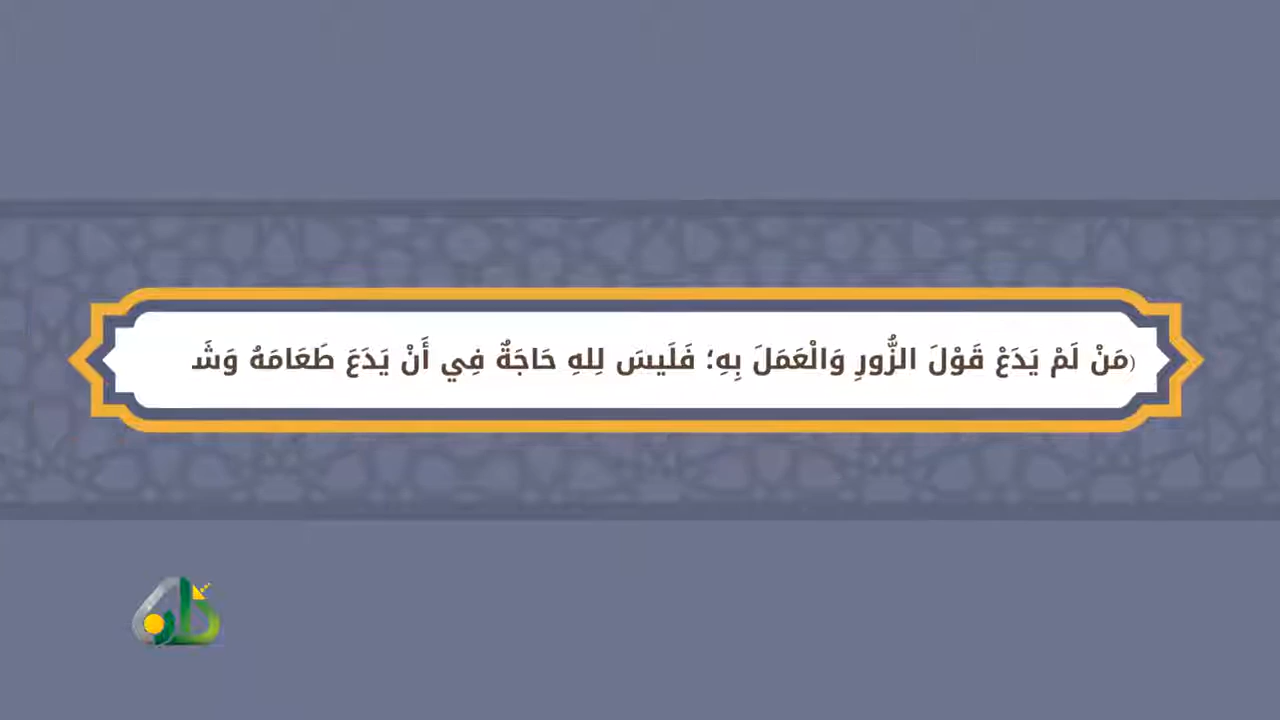 (مَنْ لَمْ يَدَعْ قَوْلَ الزُّورِ وَالْعَمَلَ بِهِ؛ فَلَيسَ لِلهِ حَاجَةٌ فِي أَنْ يَدَعَ طَعَامَهُ وَشَ